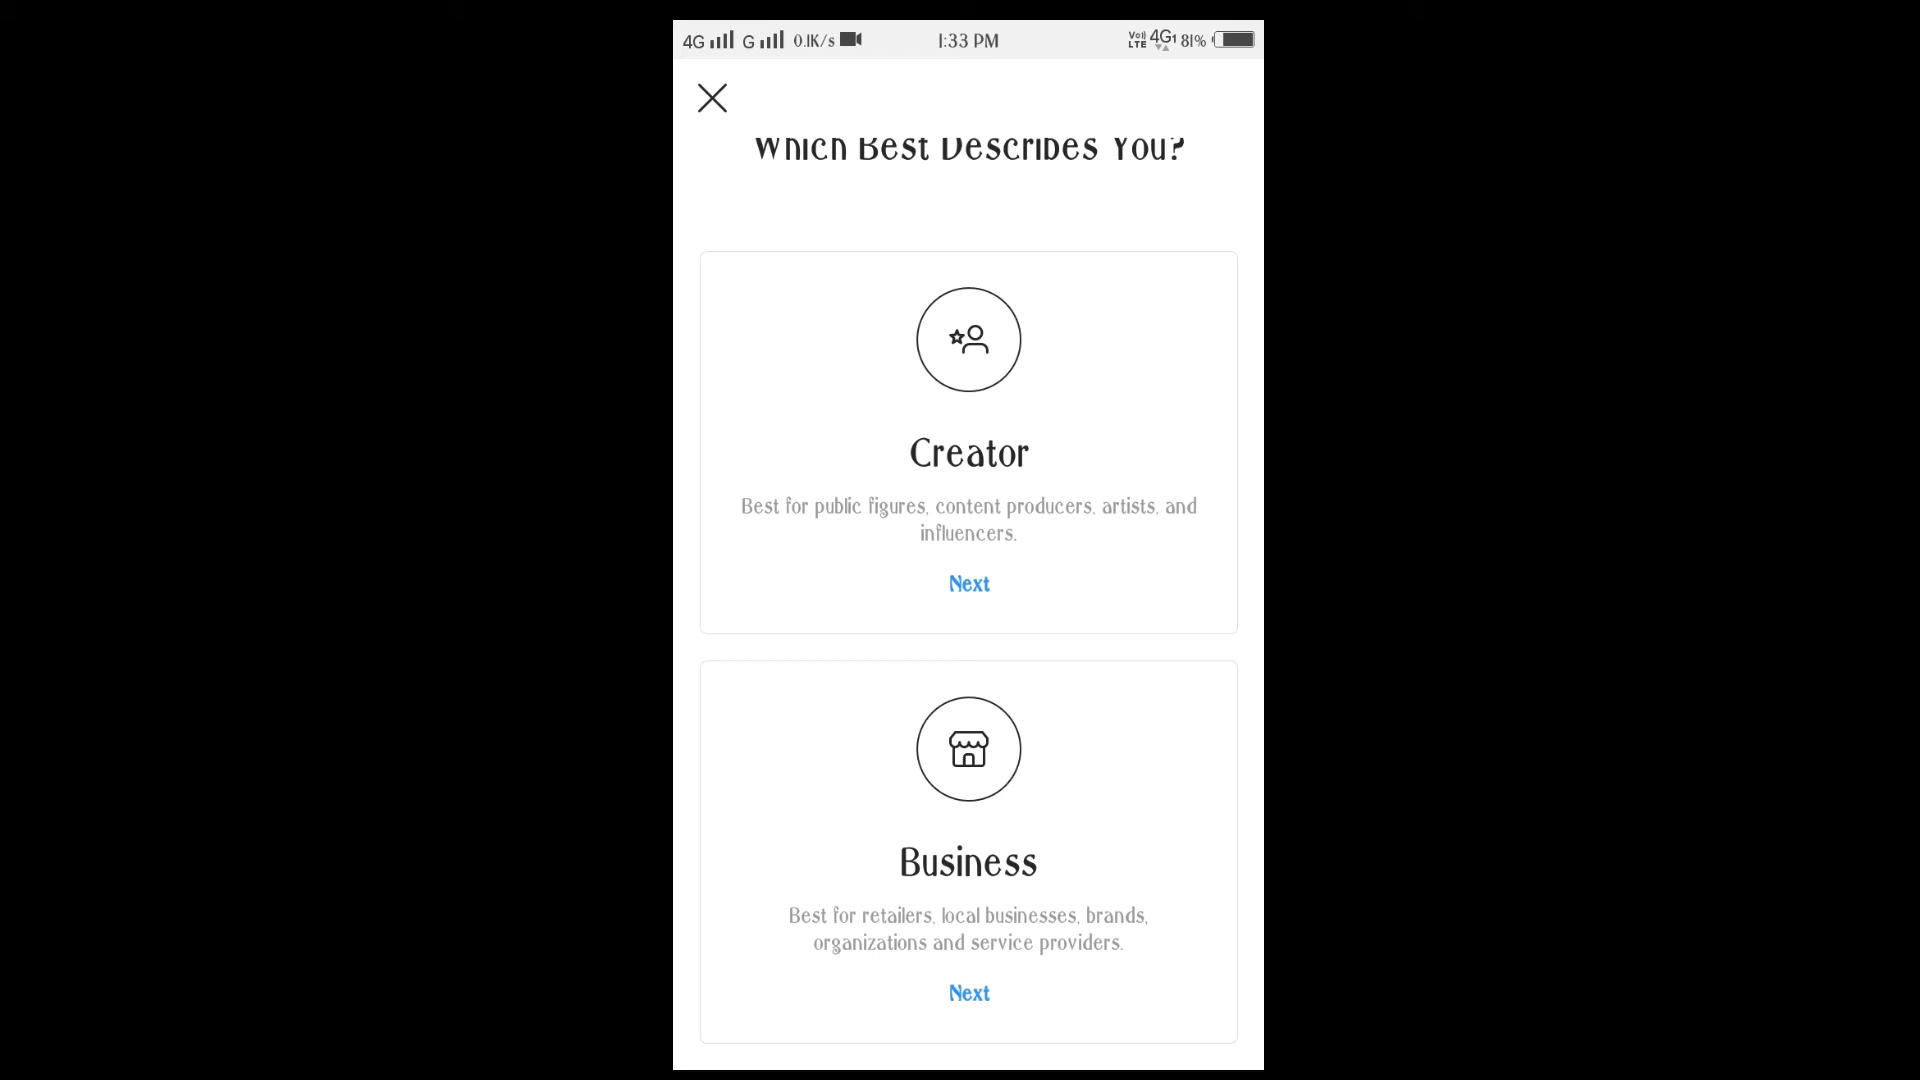 4G G 0.1K/s 1:33 PM Vo) LTE 4G1 81%
Which Best Describes You?
Creator
Best for public figures, content producers, artists, and
influencers.
Next
Business
Best for retailers, local businesses, brands,
organizations and service providers.
Next